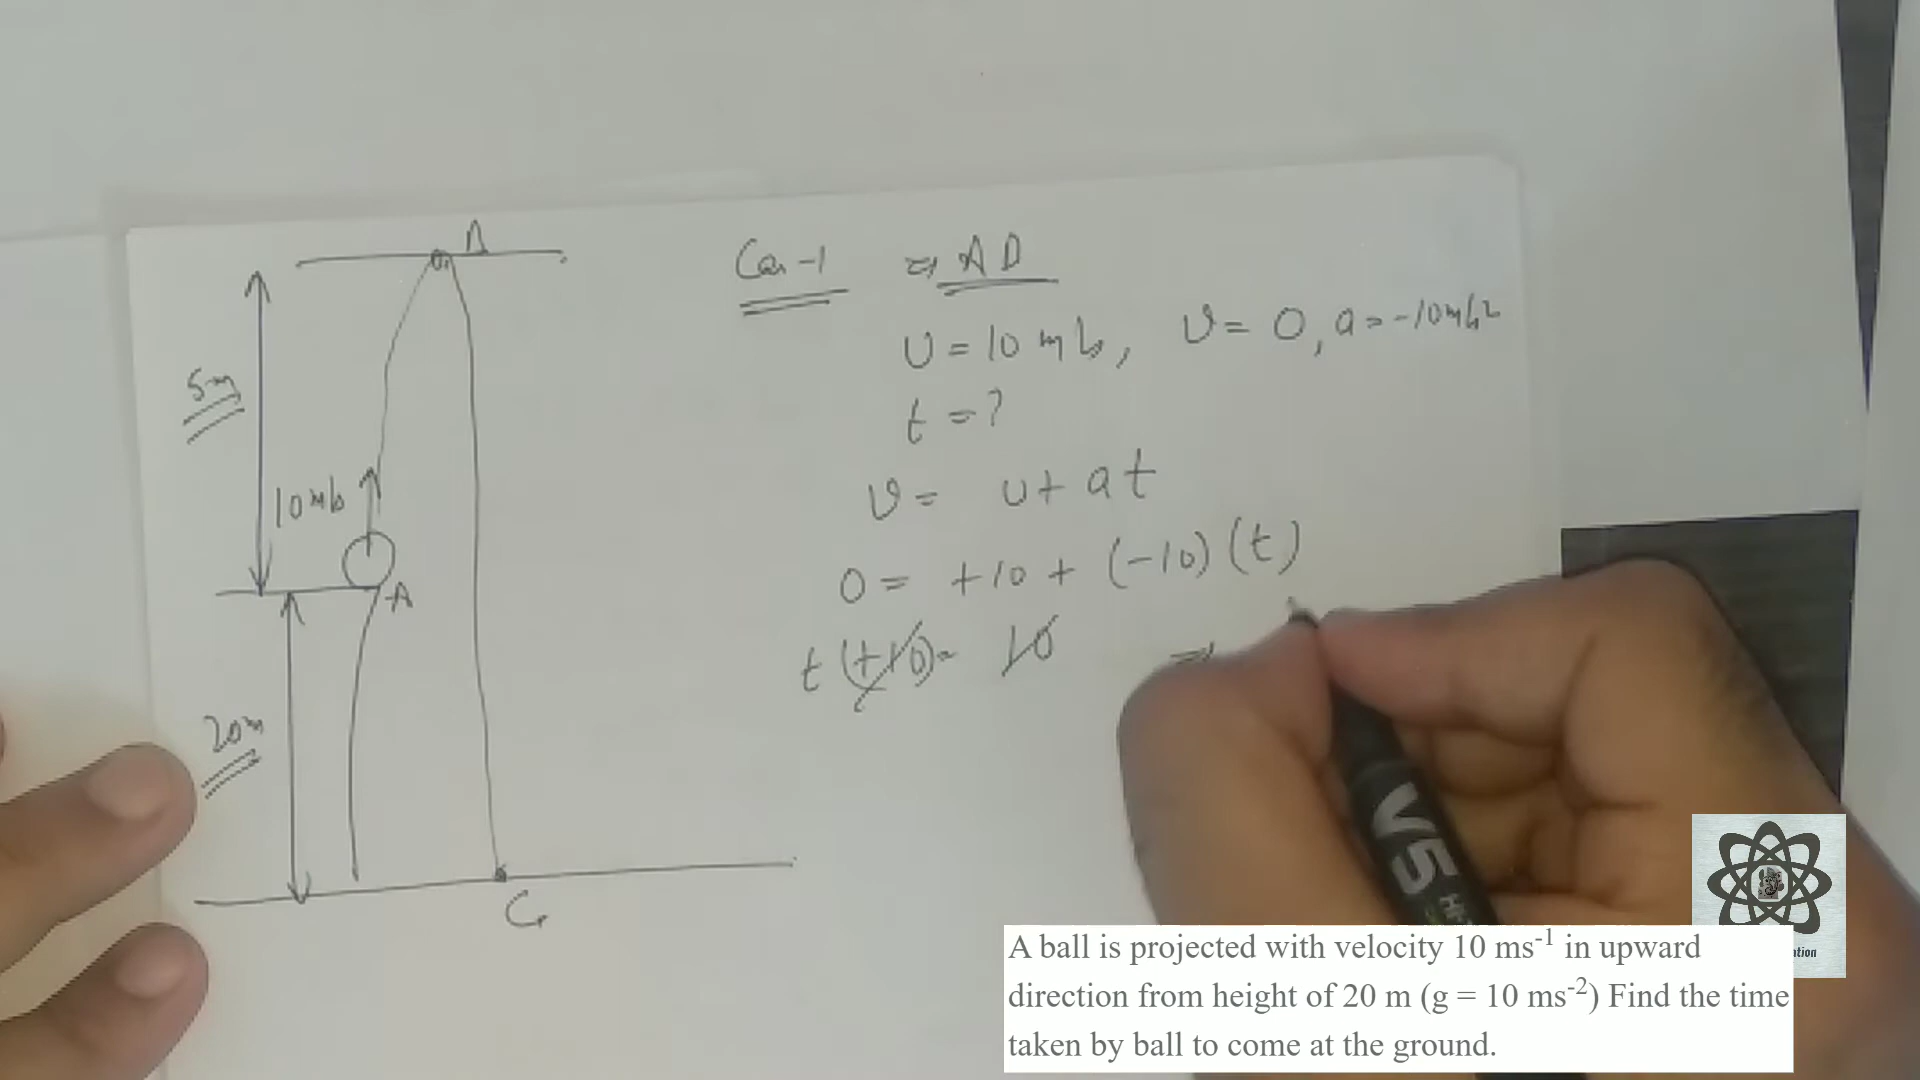 D
5m
10 m/s
A
20m
C
Case-1 ⇒ AD
U = 10 m/s, v = 0, a = -10 m/s²
t = ?
v = u + at
0 = +10 + (-10) (t)
t (+10) = 10 ⇒
V5
A ball is projected with velocity 10 ms⁻¹ in upward
direction from height of 20 m (g = 10 ms⁻²) Find the time
taken by ball to come at the ground.